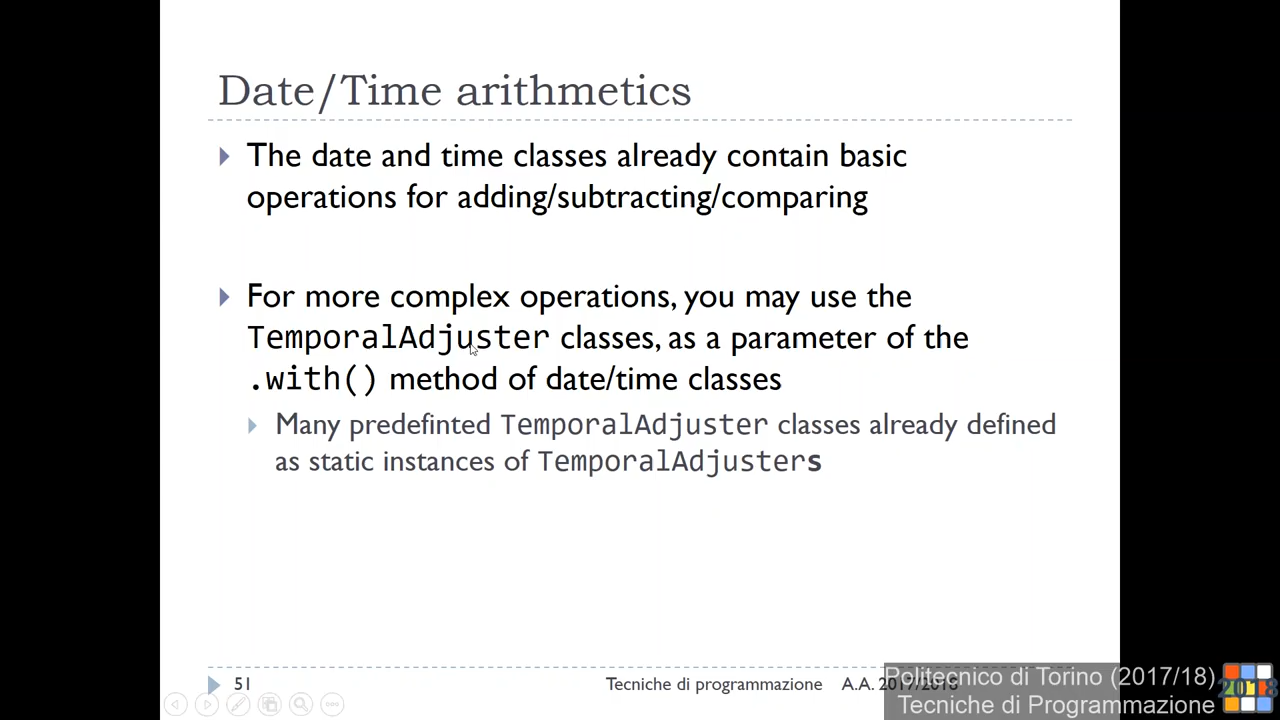 Date/Time arithmetics
The date and time classes already contain basic
operations for adding/subtracting/comparing
For more complex operations, you may use the
TemporalAdjuster classes, as a parameter of the
.with() method of date/time classes
Many predefinted TemporalAdjuster classes already defined
as static instances of TemporalAdjusters
51
Tecniche di programmazione A.A. 2017/2018
Politecnico di Torino (2017/18)
Tecniche di Programmazione
2018